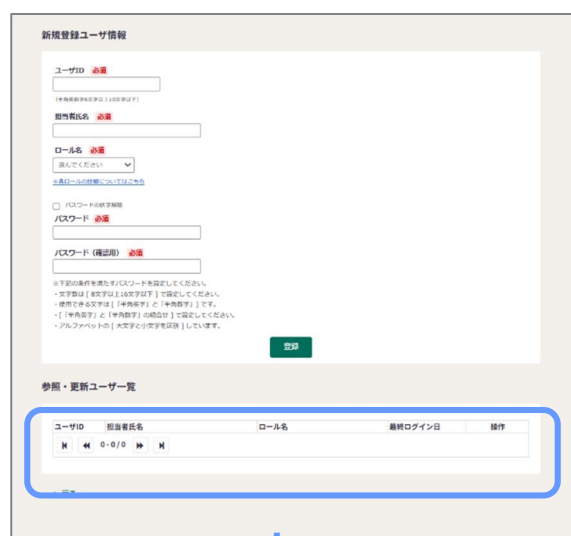 新規登録ユーザ情報
ユーザID 必須
(半角英数字6文字以上10文字以下)
担当者氏名 必須
ロール名 必須
選んでください
※各ロールの詳細についてはこちら
パスワードの伏字解除
パスワード 必須
パスワード(確認用) 必須
※下記の条件を満たすパスワードを設定してください。
・文字数は[8文字以上16文字以下]で設定してください。
・使用できる文字は[「半角英字」と「半角数字」]です。
・[「半角英字」と「半角数字」の組合せ]で設定してください。
・アルファベットの[大文字と小文字を区別]しています。
登録
参照・更新ユーザー一覧
ユーザID 担当者氏名 ロール名 最終ログイン日 操作
0-0/0